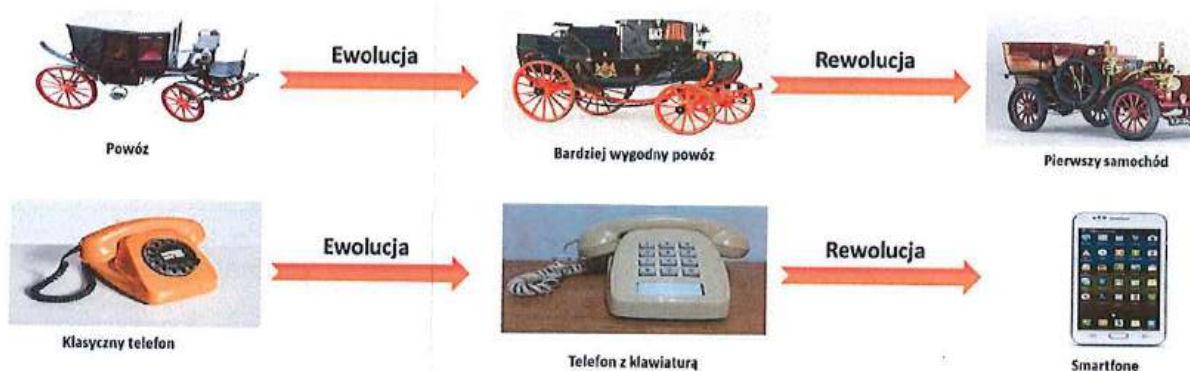 Ewolucja
Rewolucja
Powóz
Bardziej wygodny powóz
Pierwszy samochód
Ewolucja
Rewolucja
Klasyczny telefon
Telefon z klawiaturą
Smartfone